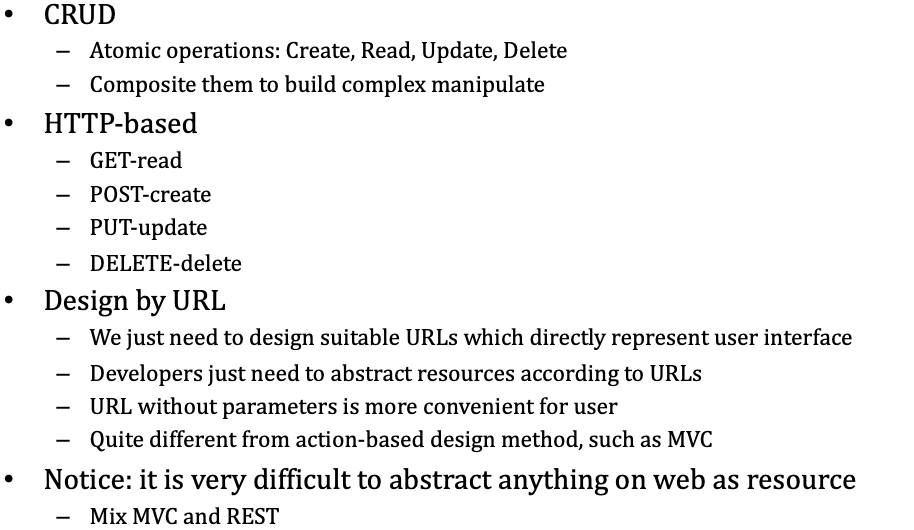 • CRUD
– Atomic operations: Create, Read, Update, Delete
– Composite them to build complex manipulate
• HTTP-based
– GET-read
– POST-create
– PUT-update
– DELETE-delete
• Design by URL
– We just need to design suitable URLs which directly represent user interface
– Developers just need to abstract resources according to URLs
– URL without parameters is more convenient for user
– Quite different from action-based design method, such as MVC
• Notice: it is very difficult to abstract anything on web as resource
– Mix MVC and REST